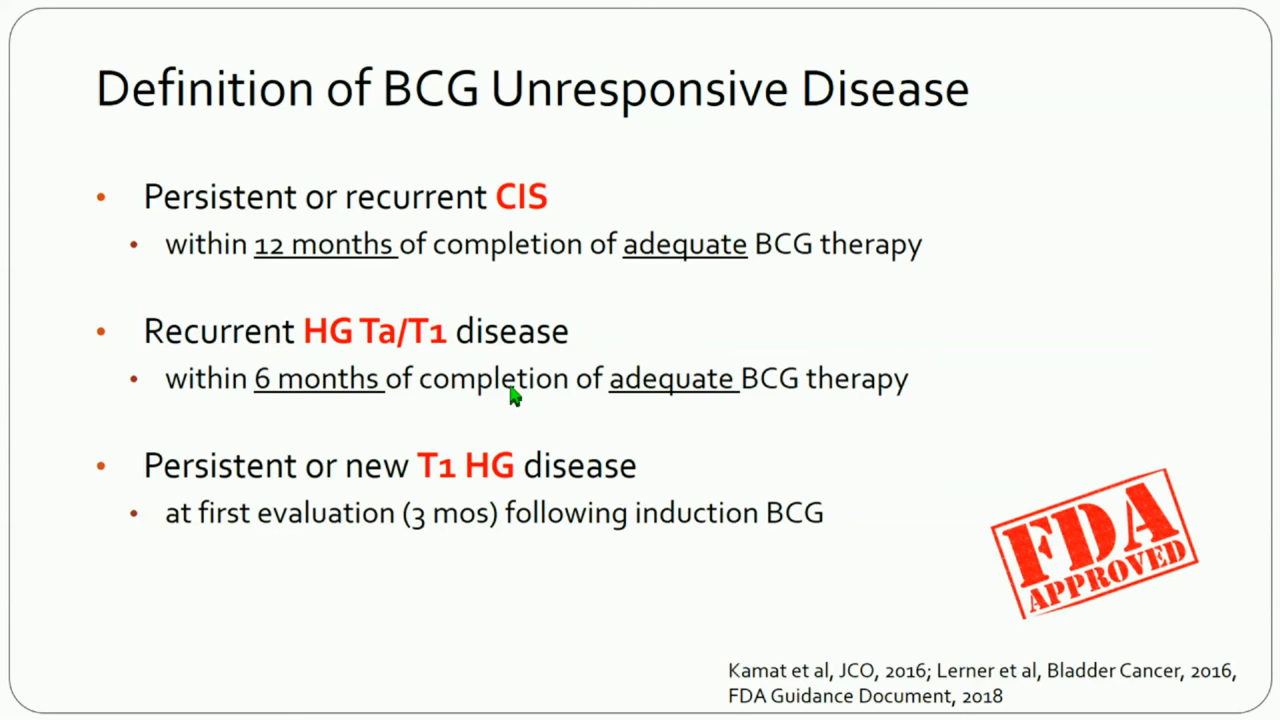 Definition of BCG Unresponsive Disease
• Persistent or recurrent CIS
• within 12 months of completion of adequate BCG therapy
• Recurrent HG Ta/T1 disease
• within 6 months of completion of adequate BCG therapy
• Persistent or new T1 HG disease
• at first evaluation (3 mos) following induction BCG
FDA
APPROVED
Kamat et al, JCO, 2016; Lerner et al, Bladder Cancer, 2016,
FDA Guidance Document, 2018